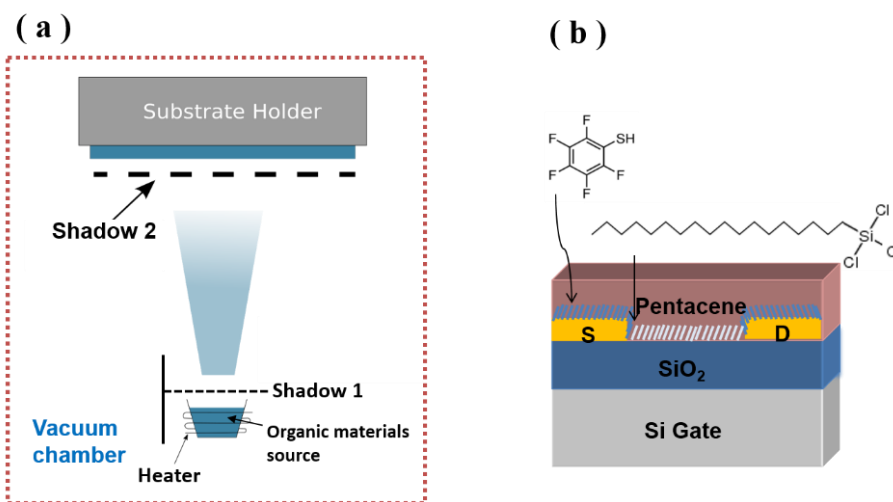 ( a )
Substrate Holder
Shadow 2
Shadow 1
Organic materials
source
Vacuum
chamber
Heater
( b )
F
F
SH
F
F
F
Cl
Si
Cl
Pentacene
S
D
SiO₂
Si Gate